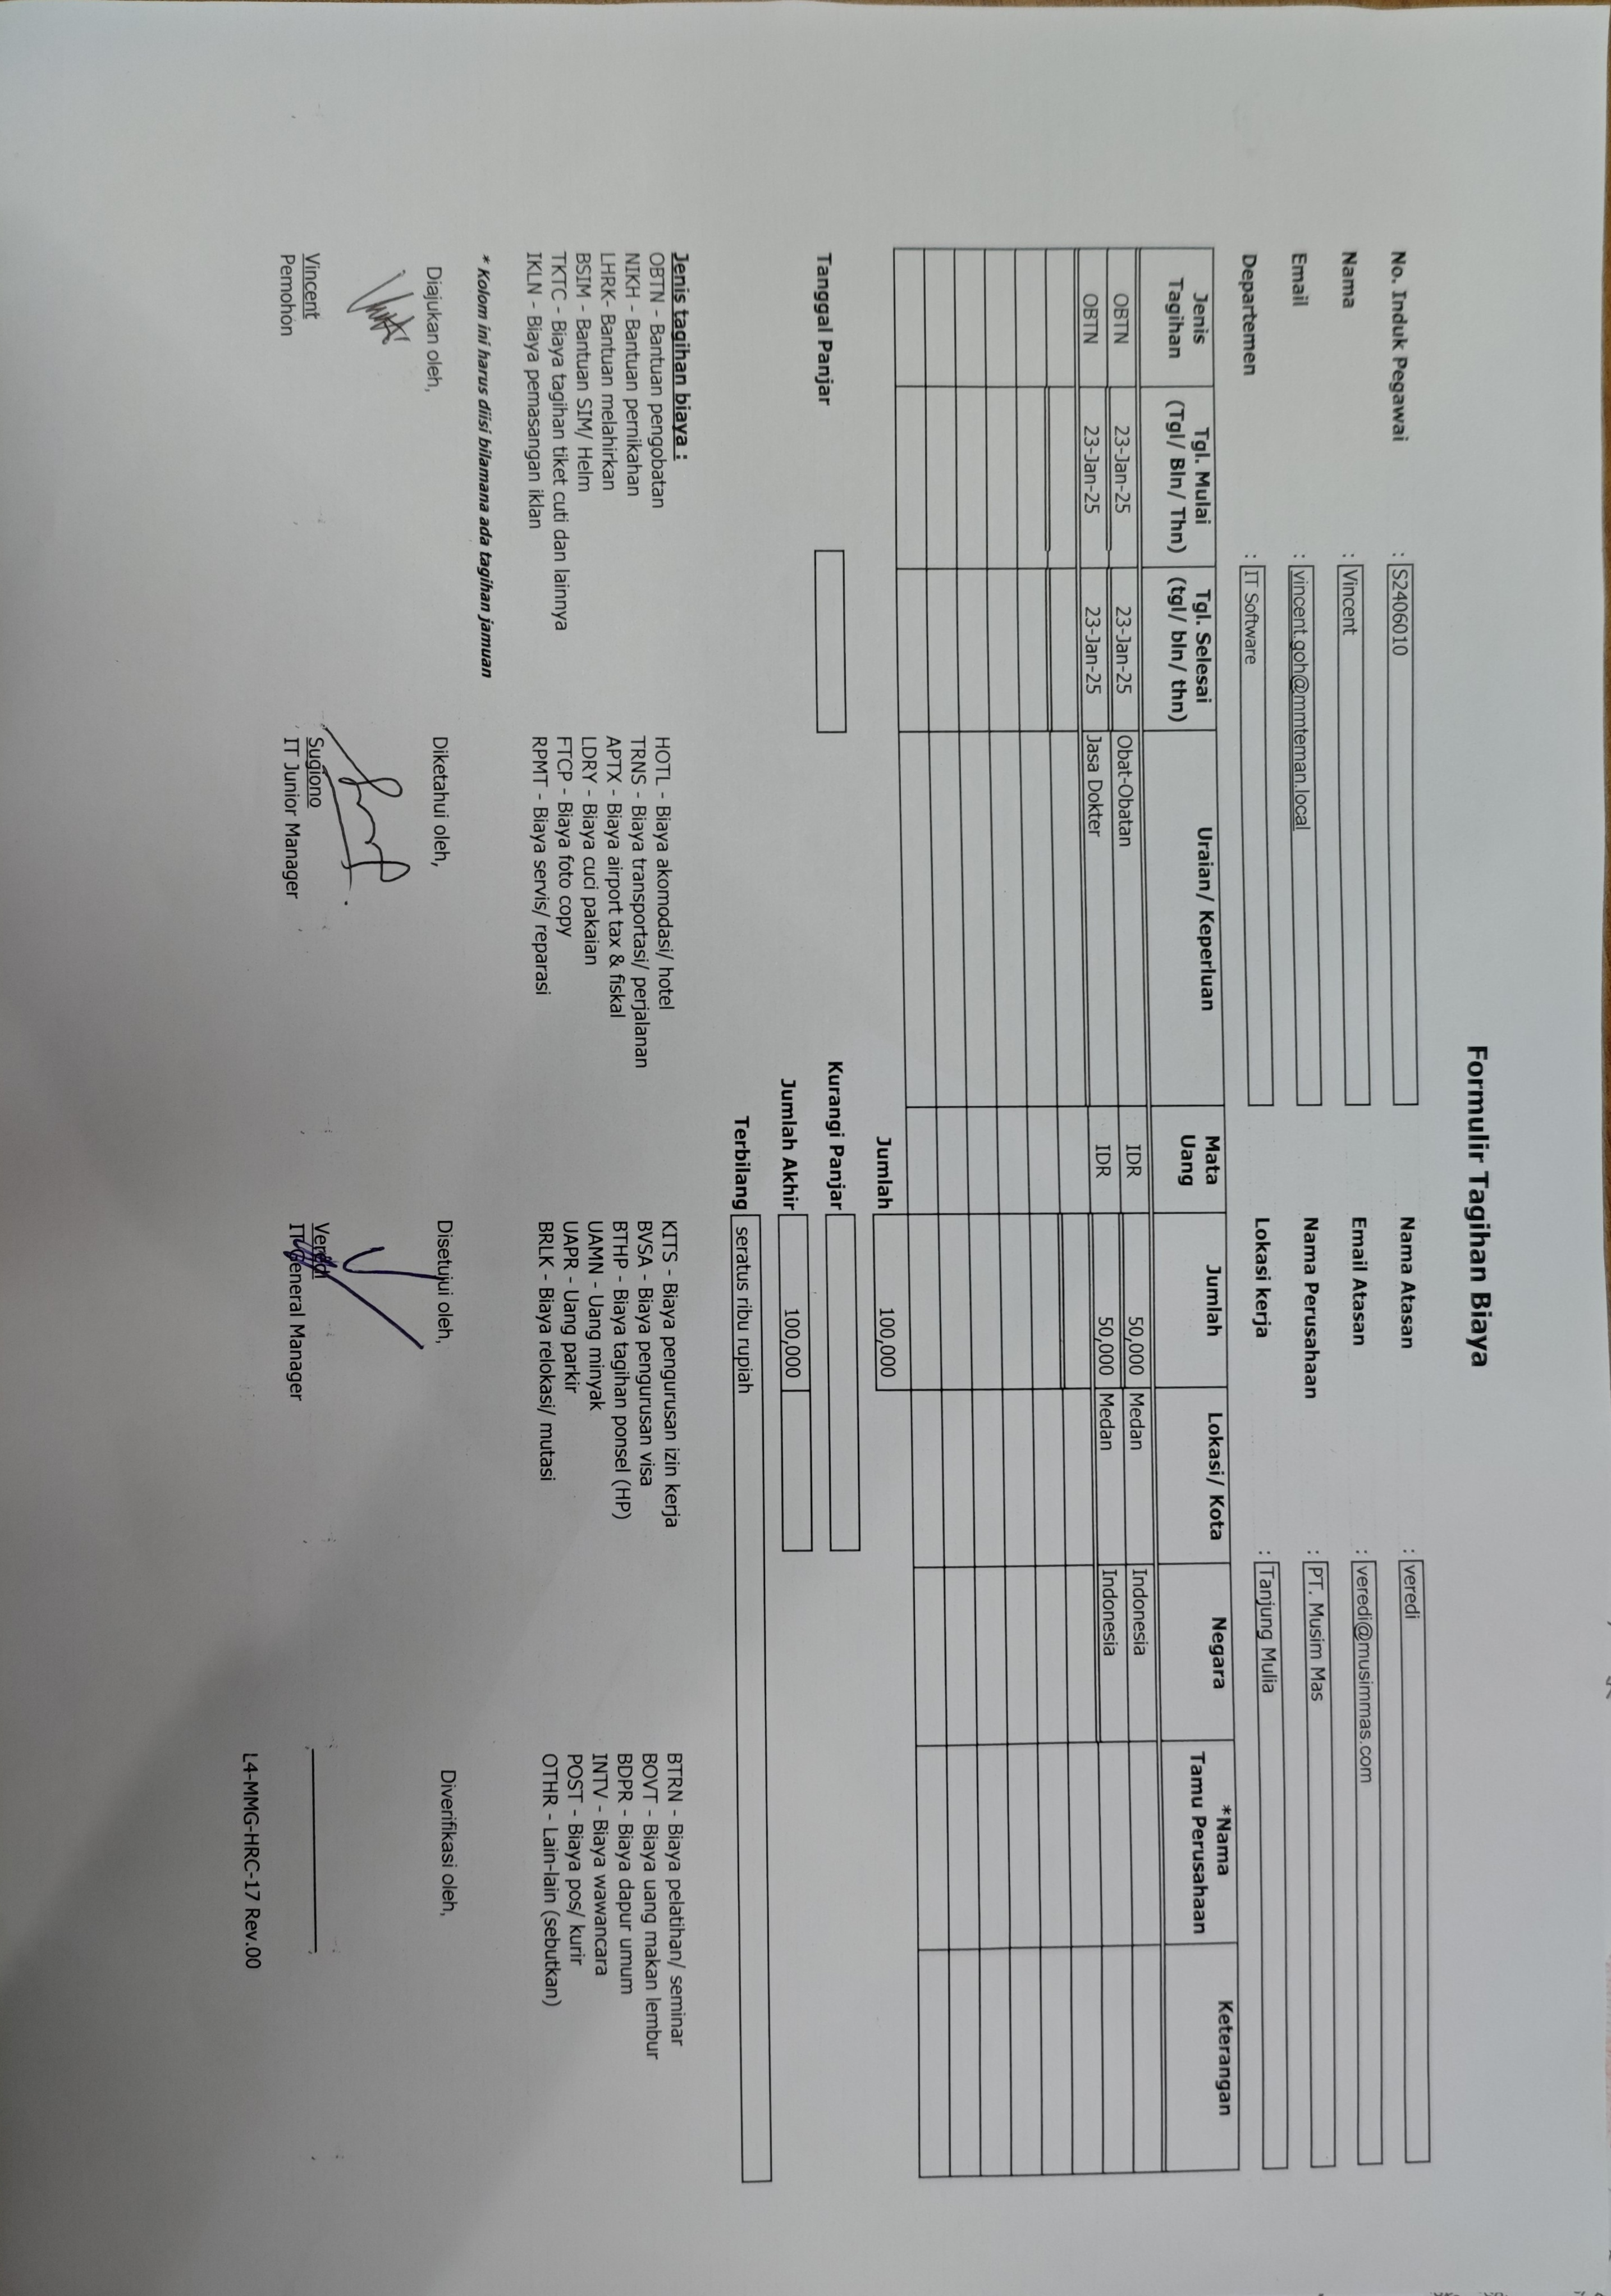 Formulir Tagihan Biaya
No. Induk Pegawai : S2406010 Nama Atasan : veredi
Nama : Vincent Email Atasan : veredi@musimmas.com
Email : vincent.goh@mmteman.local Nama Perusahaan : PT. Musim Mas
Departemen : IT Software Lokasi kerja : Tanjung Mulia
Jenis Tgl. Mulai Tgl. Selesai Uraian/ Keperluan Mata Jumlah Lokasi/ Kota Negara *Nama Keterangan
Tagihan (Tgl/ Bln/ Thn) (tgl/ bln/ thn) Uang Tamu Perusahaan
OBTN 23-Jan-25 23-Jan-25 Obat-Obatan IDR 50,000 Medan Indonesia
OBTN 23-Jan-25 23-Jan-25 Jasa Dokter IDR 50,000 Medan Indonesia
Jumlah 100,000
Tanggal Panjar Kurangi Panjar
Jumlah Akhir 100,000
Terbilang seratus ribu rupiah
Jenis tagihan biaya :
OBTN - Bantuan pengobatan HOTL - Biaya akomodasi/ hotel KITS - Biaya pengurusan izin kerja BTRN - Biaya pelatihan/ seminar
NIKH - Bantuan pernikahan TRNS - Biaya transportasi/ perjalanan BVSA - Biaya pengurusan visa BOVT - Biaya uang makan lembur
LHRK- Bantuan melahirkan APTX - Biaya airport tax & fiskal BTHP - Biaya tagihan ponsel (HP) BDPR - Biaya dapur umum
BSIM - Bantuan SIM/ Helm LDRY - Biaya cuci pakaian UAMN - Uang minyak INTV - Biaya wawancara
TKTC - Biaya tagihan tiket cuti dan lainnya FTCP - Biaya foto copy UAPR - Uang parkir POST - Biaya pos/ kurir
IKLN - Biaya pemasangan iklan RPMT - Biaya servis/ reparasi BRLK - Biaya relokasi/ mutasi OTHR - Lain-lain (sebutkan)
* Kolom ini harus diisi bilamana ada tagihan jamuan
Diajukan oleh, Diketahui oleh, Disetujui oleh, Diverifikasi oleh,
Vincent Sugiono Veredi
Pemohon IT Junior Manager IT General Manager
L4-MMG-HRC-17 Rev.00